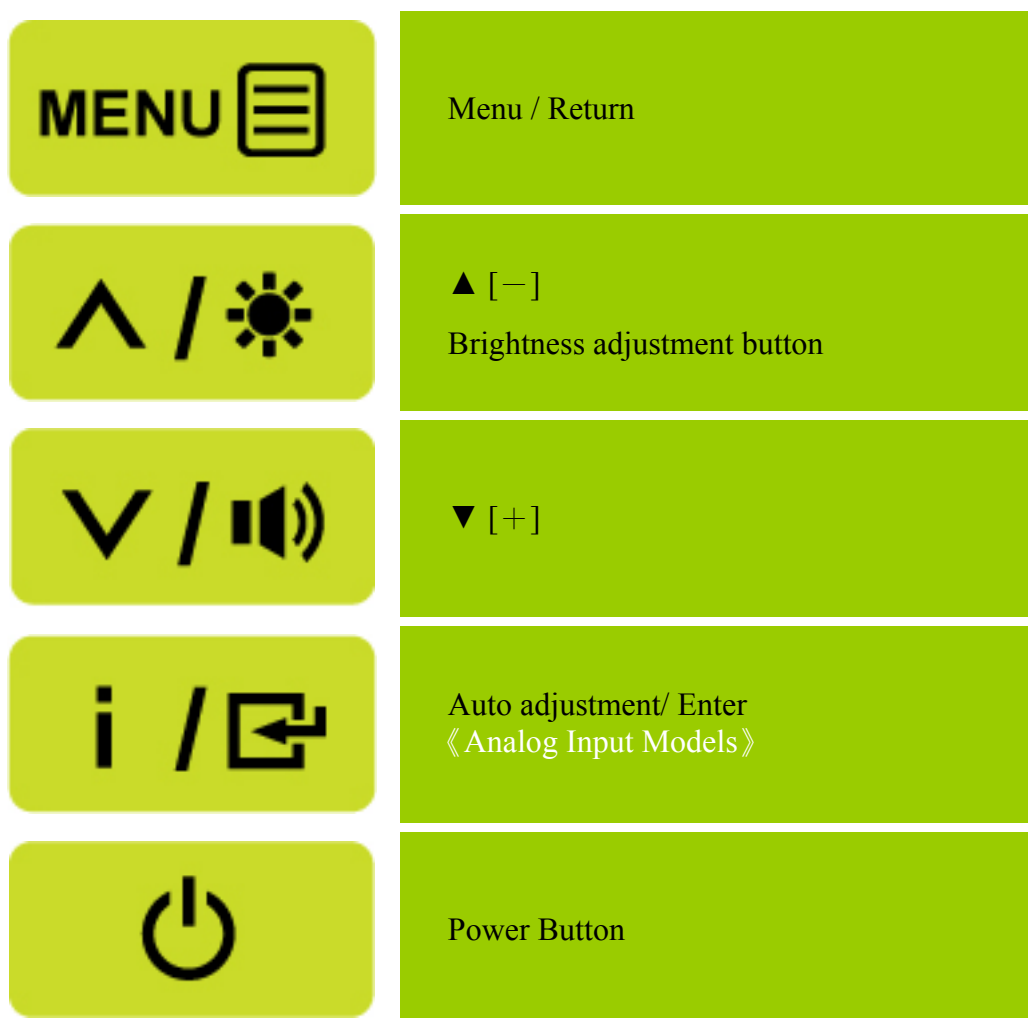 MENU
Menu / Return
/
▲ [－]
Brightness adjustment button
/
▼ [＋]
i /
Auto adjustment/ Enter
《Analog Input Models》
Power Button